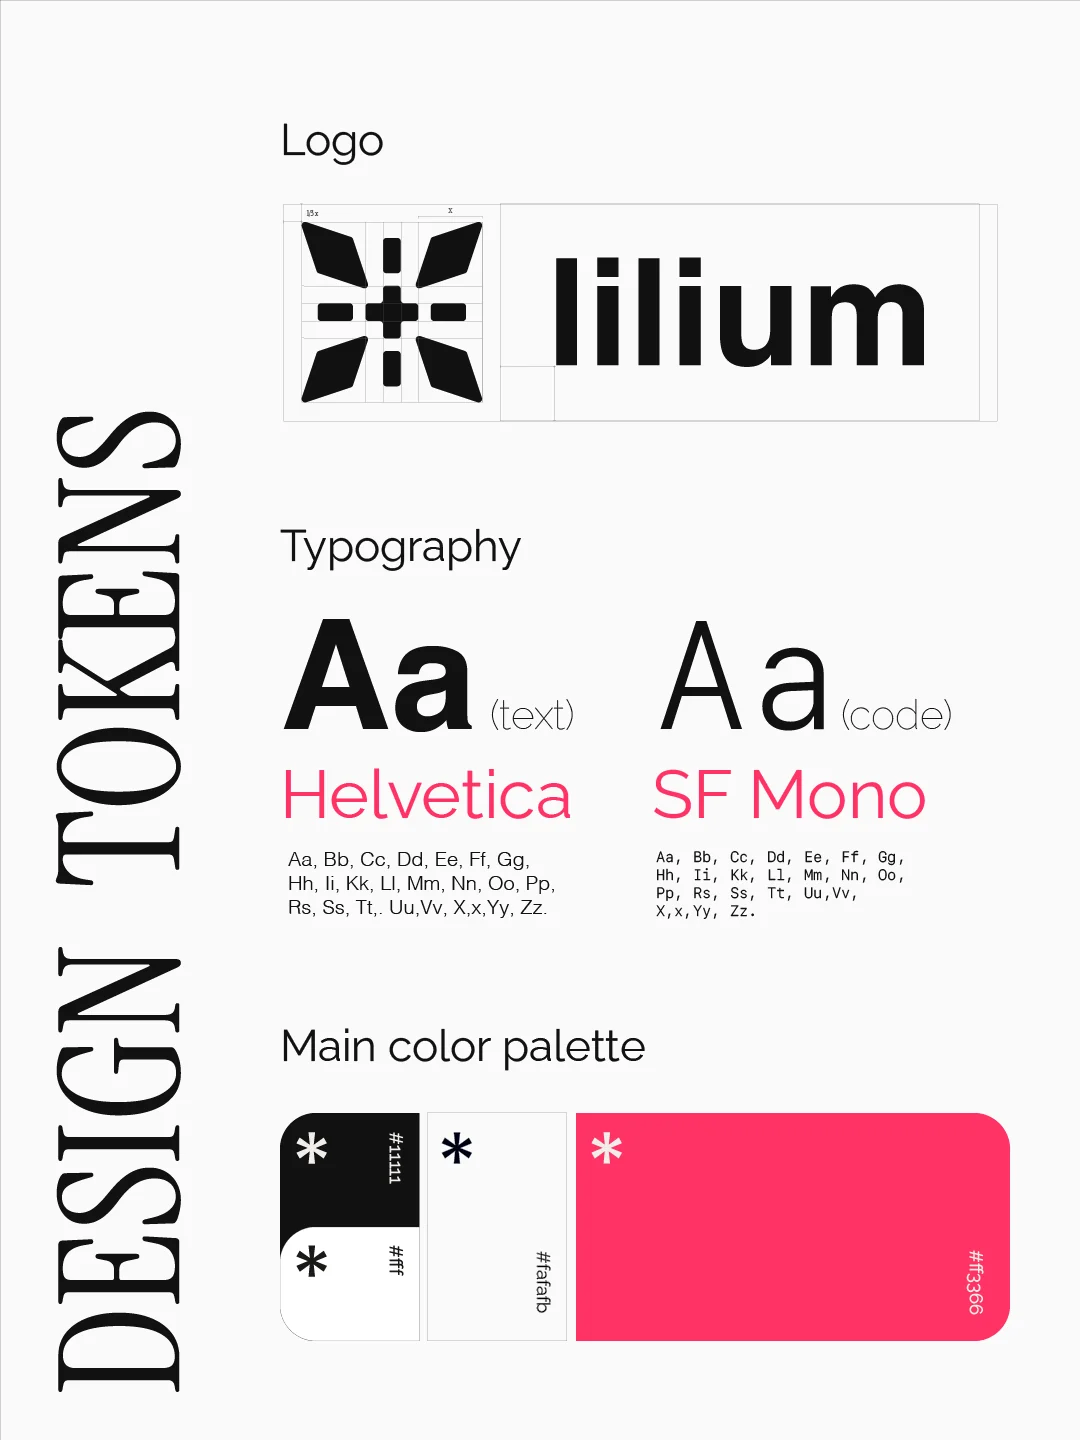 DESIGN TOKENS
Logo
1/3x
x
lilium
Typography
Aa (text)
Aa (code)
Helvetica
SF Mono
Aa, Bb, Cc, Dd, Ee, Ff, Gg,
Hh, Ii, Kk, Ll, Mm, Nn, Oo, Pp,
Rs, Ss, Tt,. Uu,Vv, X,x,Yy, Zz.
Aa, Bb, Cc, Dd, Ee, Ff, Gg,
Hh, Ii, Kk, Ll, Mm, Nn, Oo,
Pp, Rs, Ss, Tt, Uu,Vv,
X,x,Yy, Zz.
Main color palette
* #11111
* #fff
* #fafafb
* #ff3366